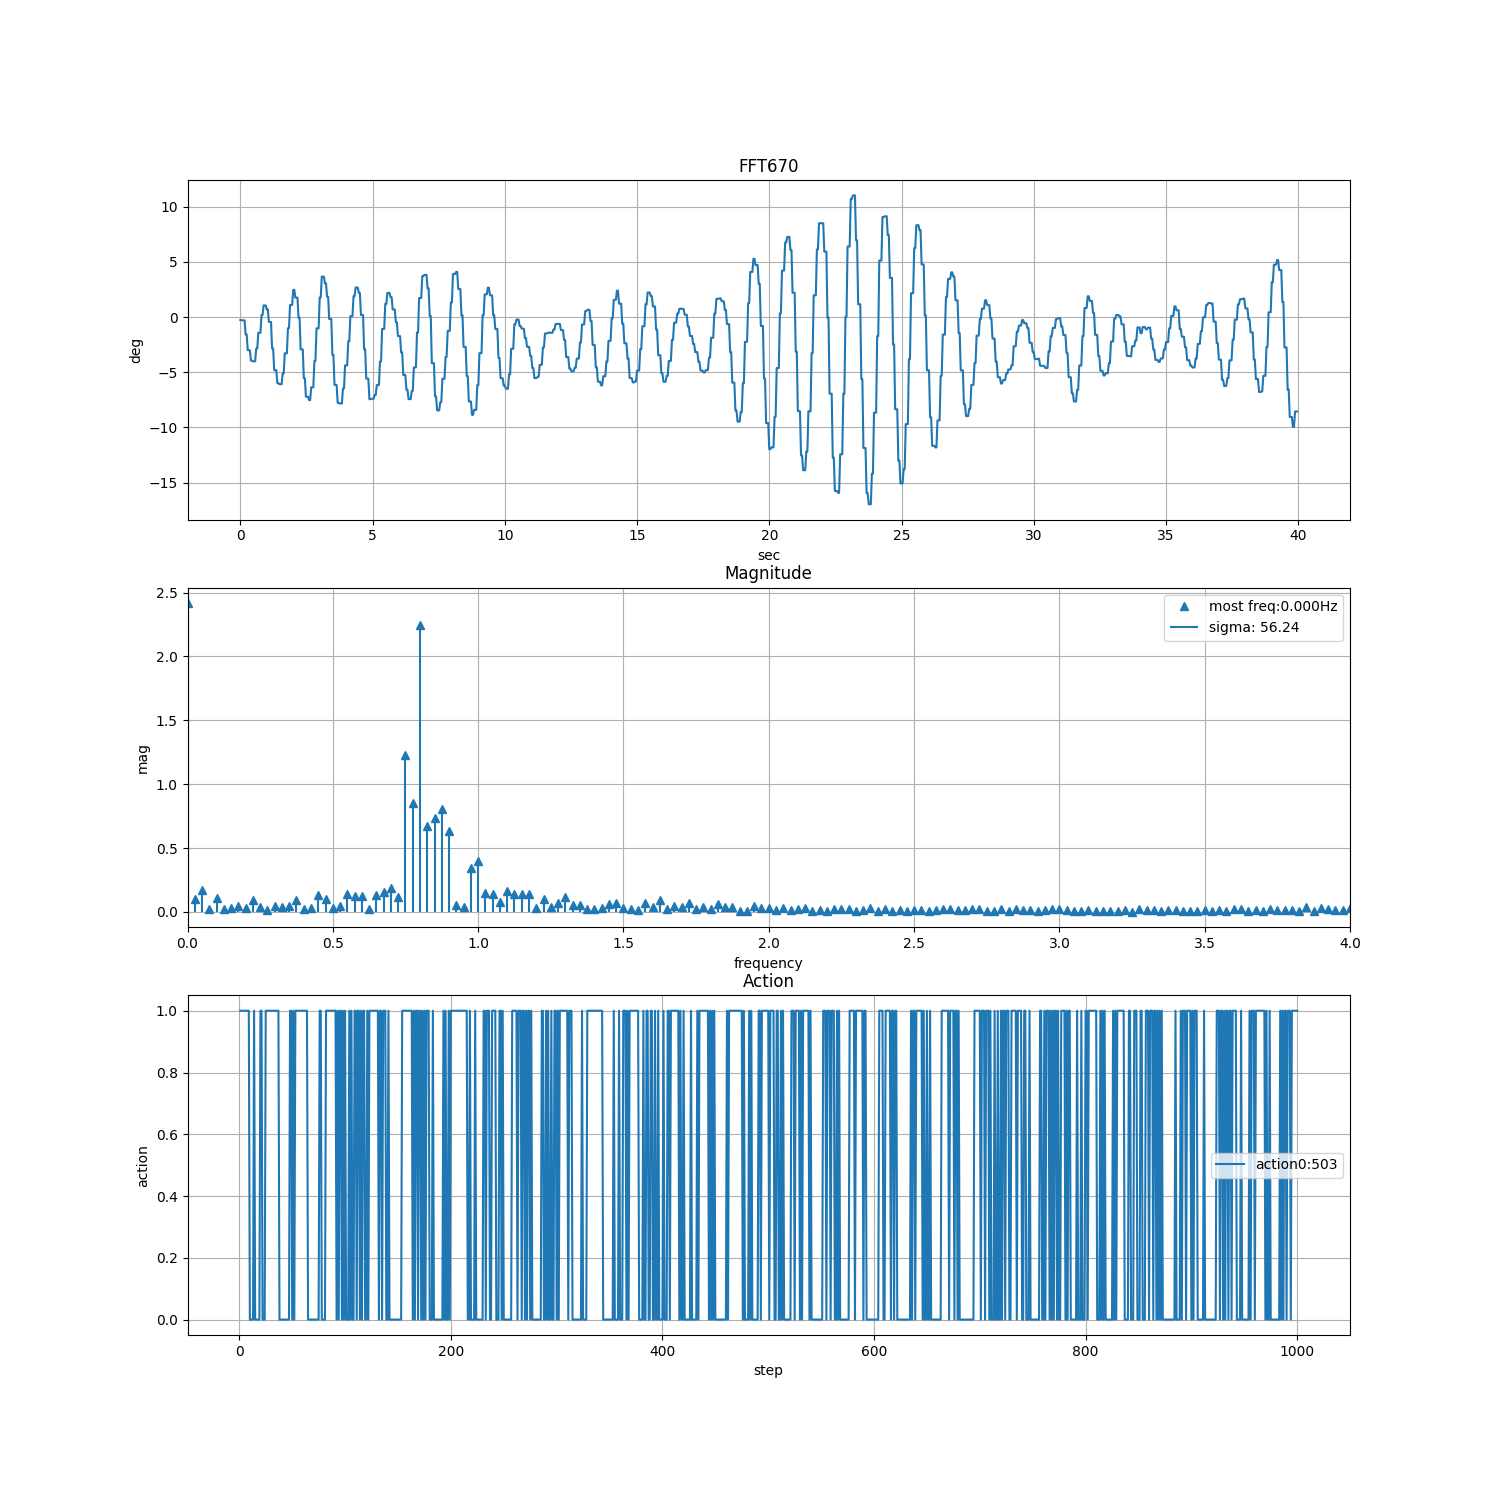 FFT670
10
5
0
−5
−10
−15
deg
0 5 10 15 20 25 30 35 40
sec
Magnitude
2.5
2.0
1.5
1.0
0.5
0.0
mag
most freq:0.000Hz
sigma: 56.24
0.0 0.5 1.0 1.5 2.0 2.5 3.0 3.5 4.0
frequency
Action
1.0
0.8
0.6
0.4
0.2
0.0
action
action0:503
0 200 400 600 800 1000
step